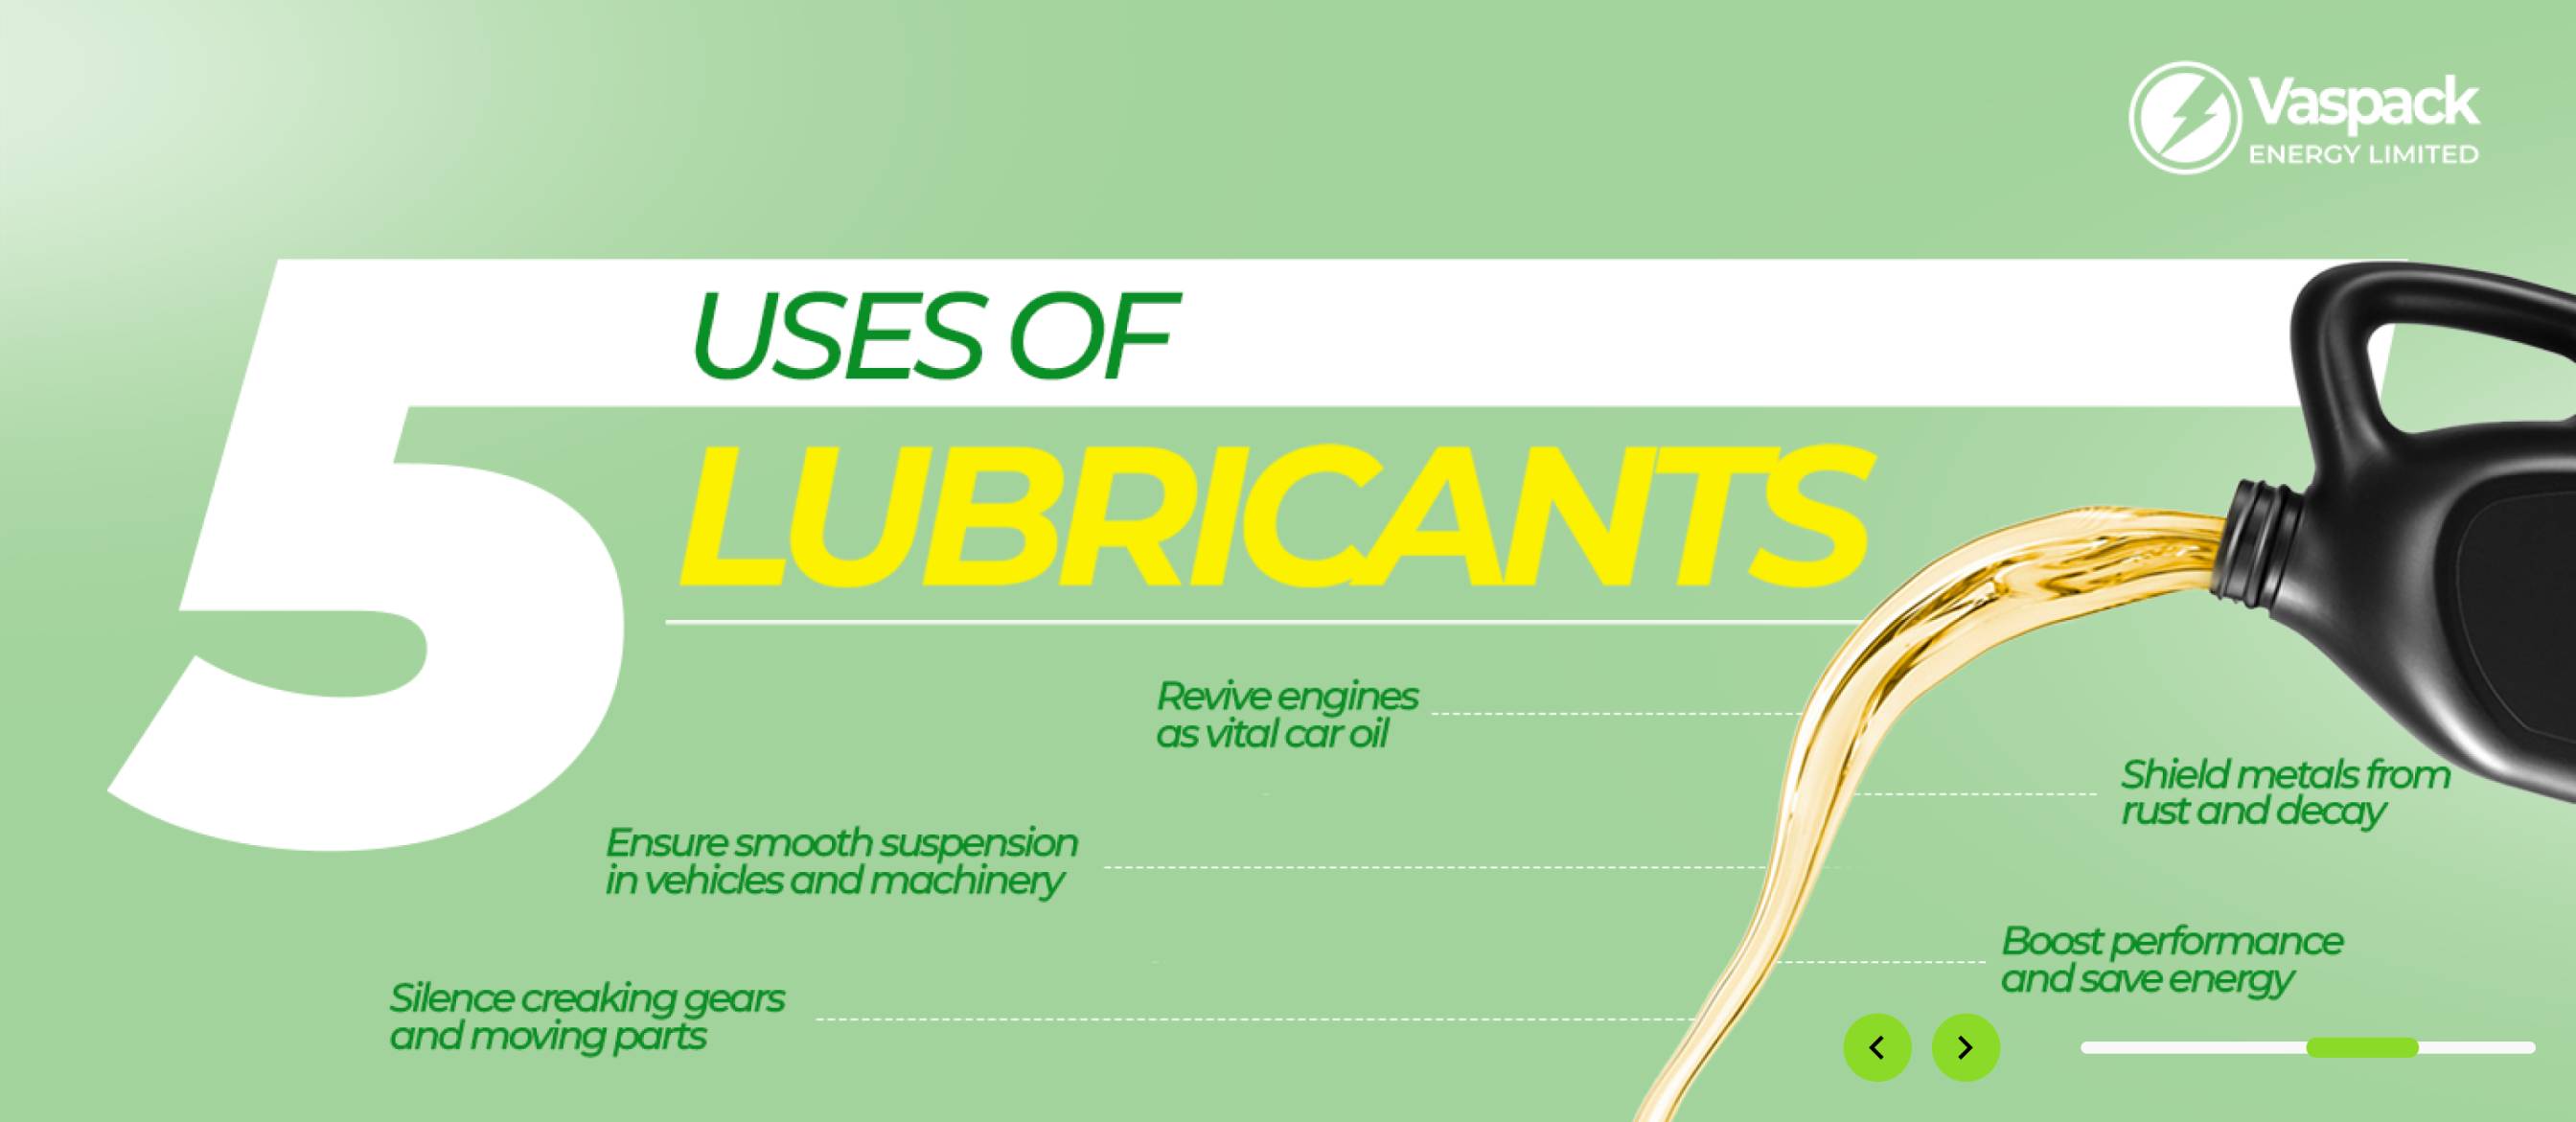 Vaspack
ENERGY LIMITED
5
USES OF
LUBRICANTS
Revive engines
as vital car oil
Shield metals from
rust and decay
Ensure smooth suspension
in vehicles and machinery
Boost performance
and save energy
Silence creaking gears
and moving parts